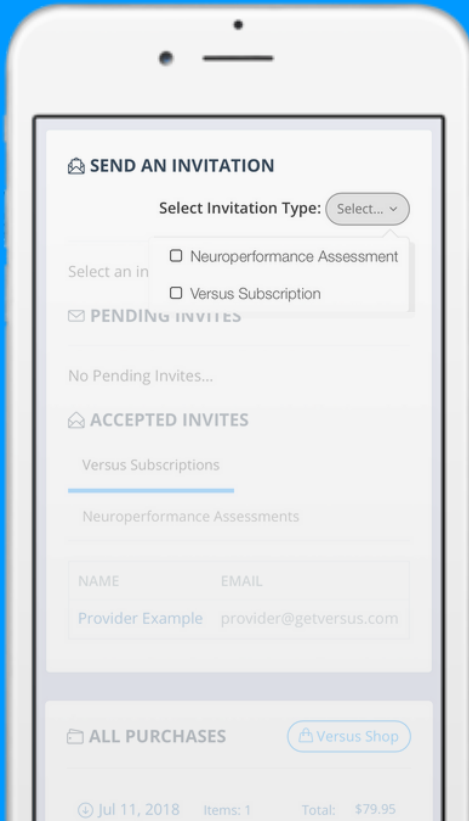 SEND AN INVITATION
Select Invitation Type: Select...
Neuroperformance Assessment
Select an in
Versus Subscription
PENDING INVITES
No Pending Invites...
ACCEPTED INVITES
Versus Subscriptions
Neuroperformance Assessments
NAME EMAIL
Provider Example provider@getversus.com
ALL PURCHASES Versus Shop
Jul 11, 2018 Items: 1 Total: $79.95